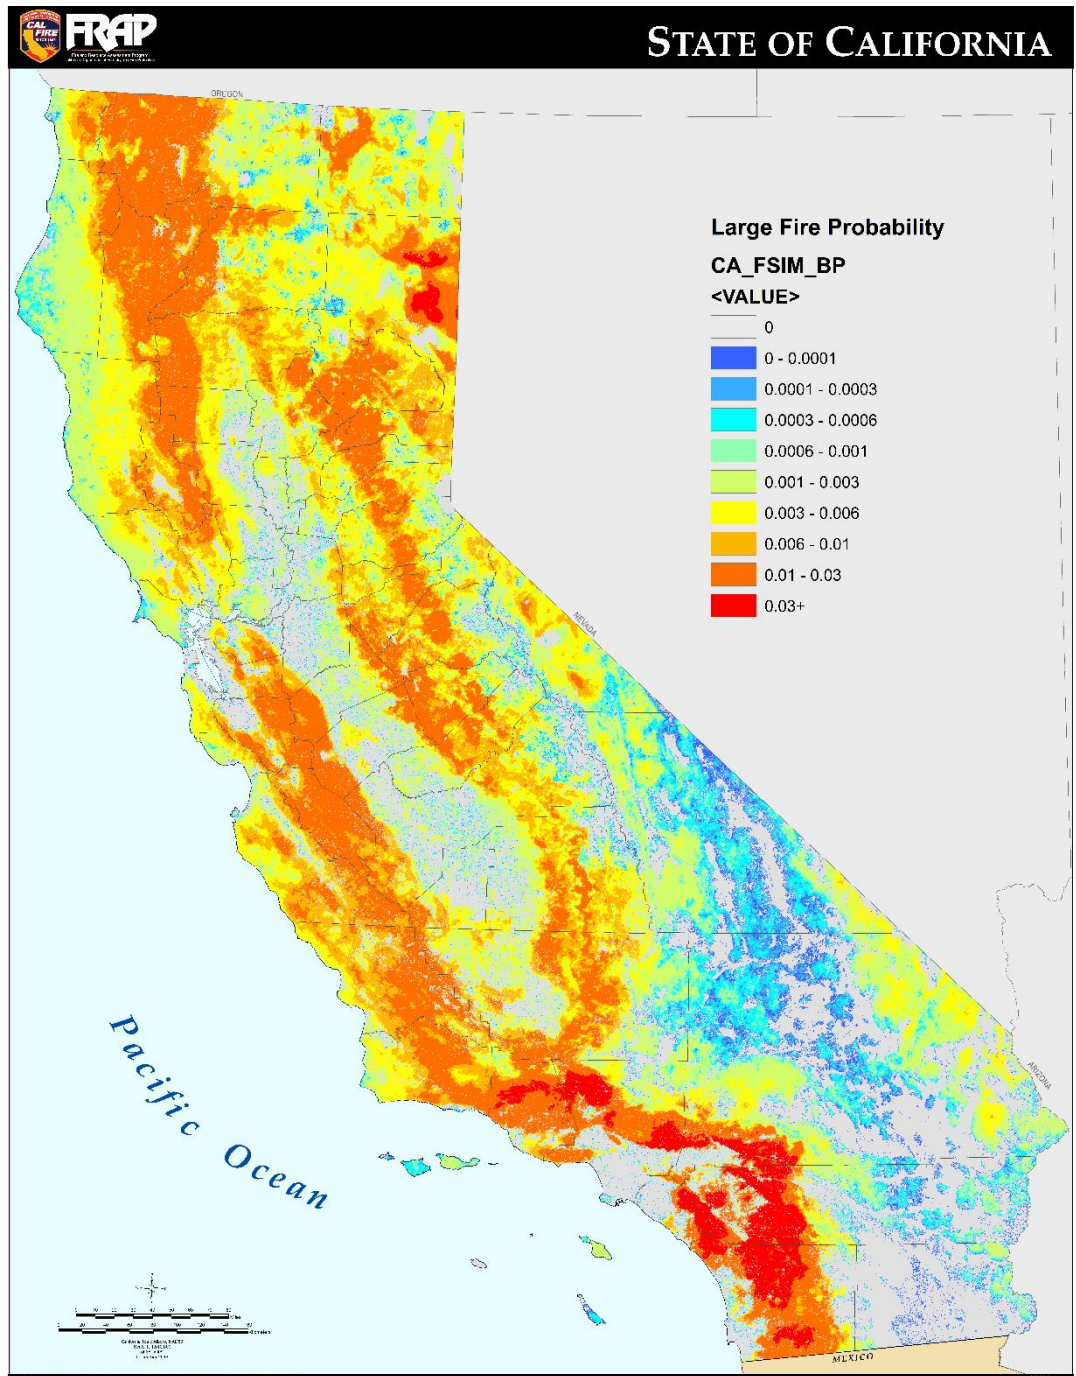 CAL
FIRE
FRAP
STATE OF CALIFORNIA
OREGON
Large Fire Probability
CA_FSIM_BP
<VALUE>
0
0 - 0.0001
0.0001 - 0.0003
0.0003 - 0.0006
0.0006 - 0.001
0.001 - 0.003
0.003 - 0.006
0.006 - 0.01
0.01 - 0.03
0.03+
NEVADA
ARIZONA
Pacific Ocean
MEXICO